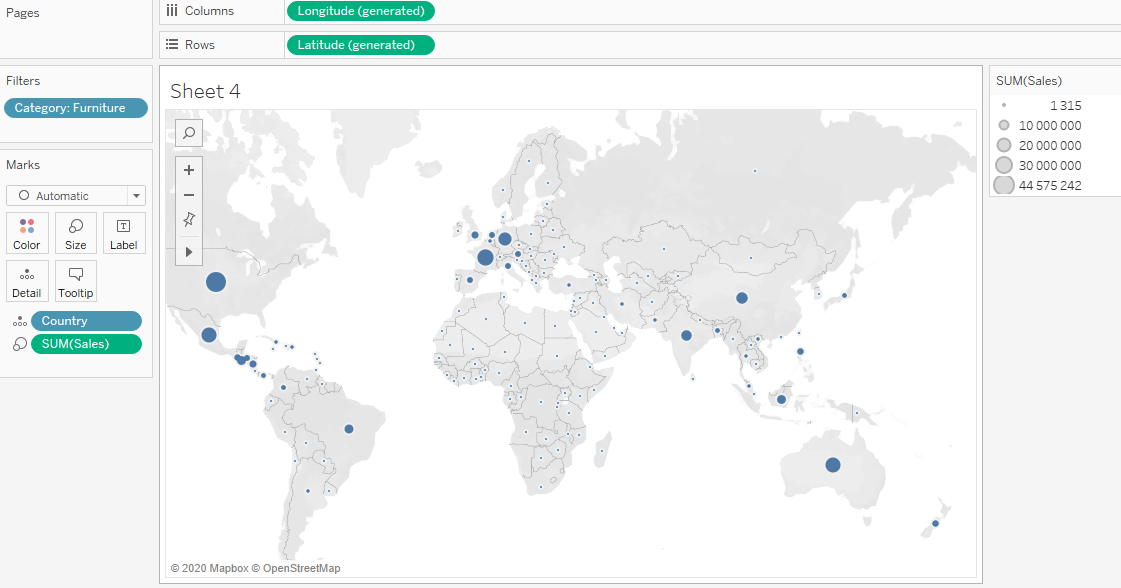 Pages
Columns
Longitude (generated)
Rows
Latitude (generated)
Filters
Category: Furniture
Marks
Automatic
Color
Size
Label
Detail
Tooltip
Country
SUM(Sales)
Sheet 4
© 2020 Mapbox © OpenStreetMap
SUM(Sales)
1 315
10 000 000
20 000 000
30 000 000
44 575 242